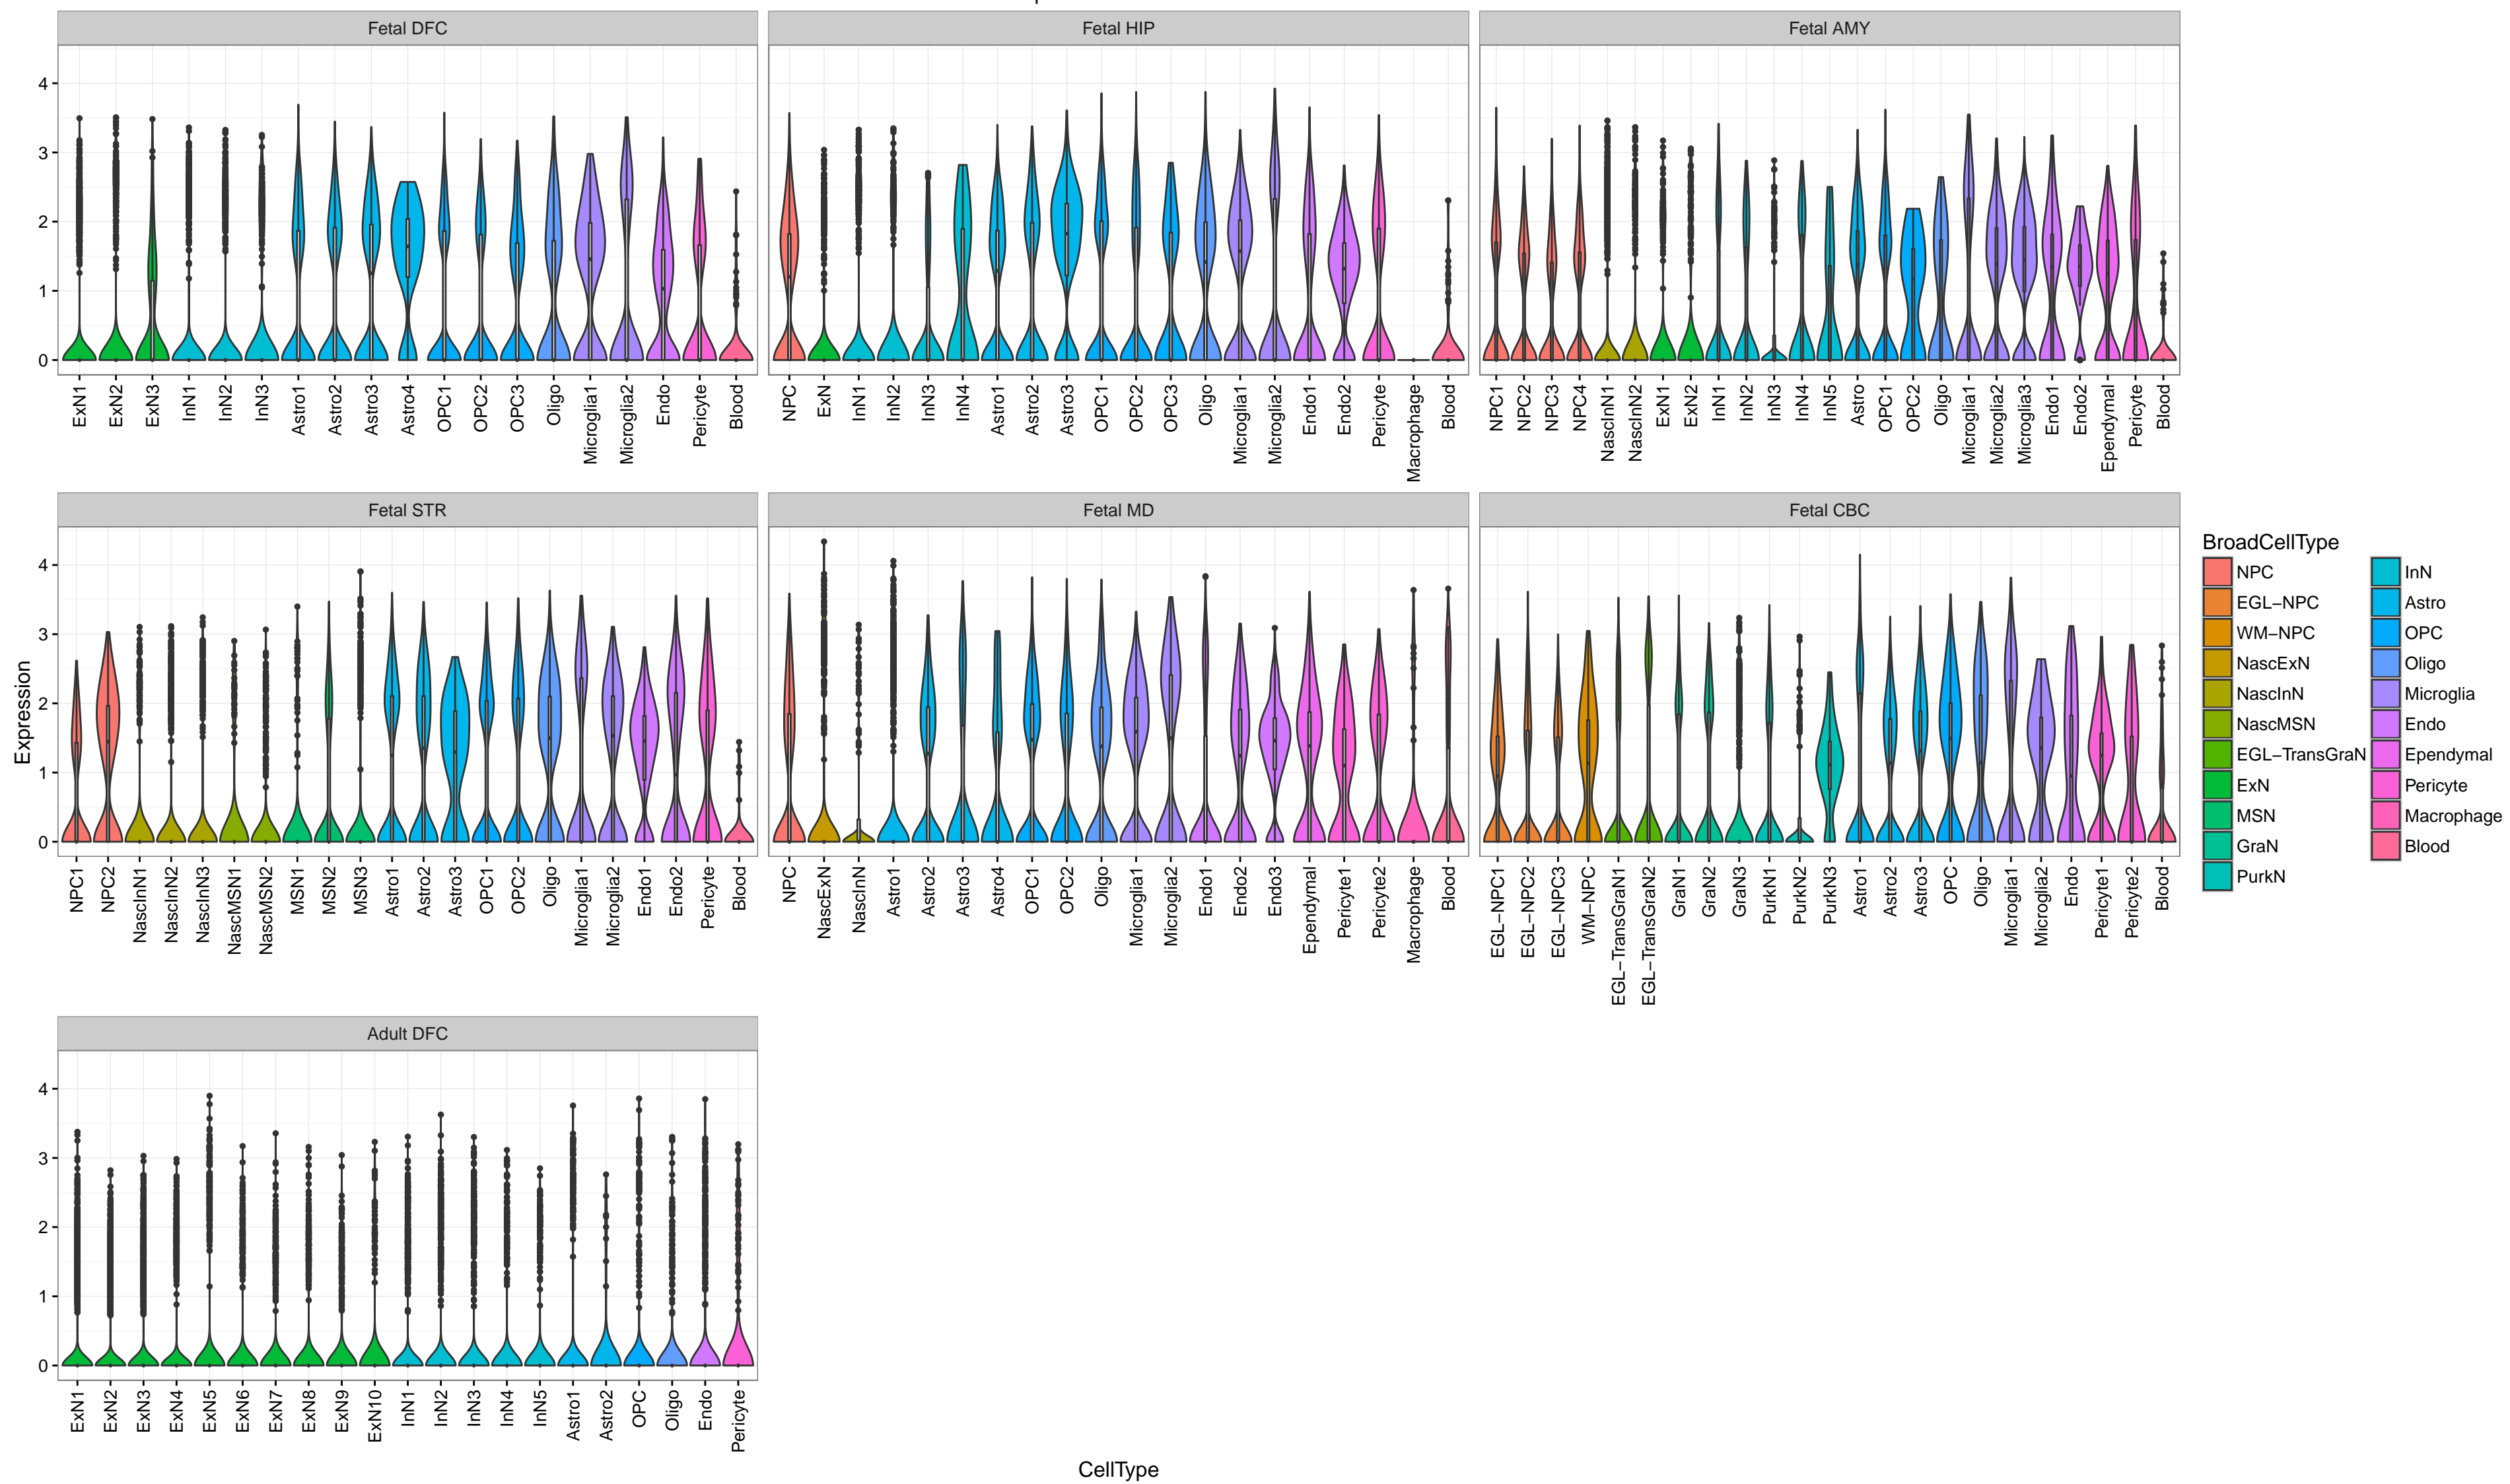 Fetal DFC Fetal HIP Fetal AMY
4
3
2
1
0
ExN1 ExN2 ExN3 InN1 InN2 InN3 Astro1 Astro2 Astro3 Astro4 OPC1 OPC2 OPC3 Oligo Microglia1 Microglia2 Endo Pericyte Blood
NPC ExN InN1 InN2 InN3 InN4 Astro1 Astro2 Astro3 OPC1 OPC2 OPC3 Oligo Microglia1 Microglia2 Endo1 Endo2 Pericyte Macrophage Blood
NPC1 NPC2 NPC3 NPC4 NascInN1 NascInN2 ExN1 ExN2 InN1 InN2 InN3 InN4 InN5 Astro OPC1 OPC2 Oligo Microglia1 Microglia2 Microglia3 Endo1 Endo2 Ependymal Pericyte Blood
Fetal STR Fetal MD Fetal CBC
4
3
2
1
0
NPC1 NPC2 NascInN1 NascInN2 NascInN3 NascMSN1 NascMSN2 MSN1 MSN2 MSN3 Astro1 Astro2 Astro3 OPC1 OPC2 Oligo Microglia1 Microglia2 Endo1 Endo2 Pericyte Blood
NPC NascExN NascInN Astro1 Astro2 Astro3 Astro4 OPC1 OPC2 Oligo Microglia1 Microglia2 Endo1 Endo2 Endo3 Ependymal Pericyte1 Pericyte2 Macrophage Blood
EGL−NPC1 EGL−NPC2 EGL−NPC3 WM−NPC EGL−TransGraN1 EGL−TransGraN2 GraN1 GraN2 GraN3 PurkN1 PurkN2 PurkN3 Astro1 Astro2 Astro3 OPC Oligo Microglia1 Microglia2 Endo Pericyte1 Pericyte2 Blood
Adult DFC
4
3
2
1
0
ExN1 ExN2 ExN3 ExN4 ExN5 ExN6 ExN7 ExN8 ExN9 ExN10 InN1 InN2 InN3 InN4 InN5 Astro1 Astro2 OPC Oligo Endo Pericyte
Expression
CellType
BroadCellType
NPC
EGL−NPC
WM−NPC
NascExN
NascInN
NascMSN
EGL−TransGraN
ExN
MSN
GraN
PurkN
InN
Astro
OPC
Oligo
Microglia
Endo
Ependymal
Pericyte
Macrophage
Blood